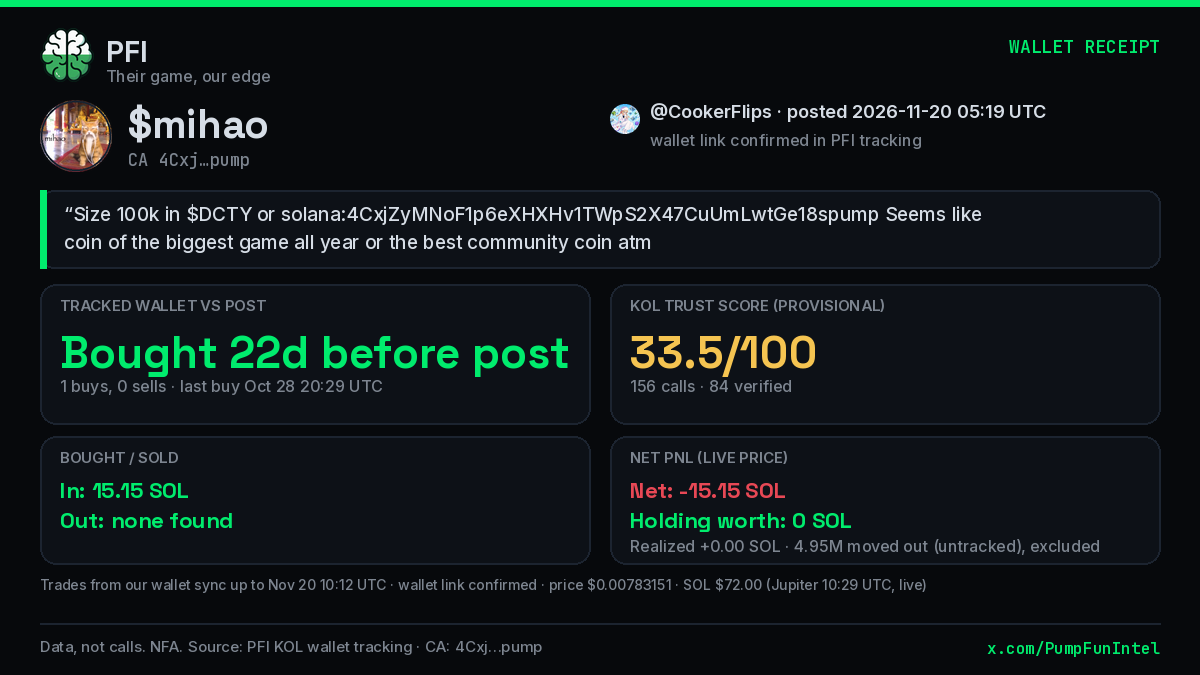 PFI
Their game, our edge
WALLET RECEIPT
mihao
$mihao
CA 4Cxj…pump
@CookerFlips · posted 2026-11-20 05:19 UTC
wallet link confirmed in PFI tracking
“Size 100k in $DCTY or solana:4CxjZyMNoF1p6eXHXHv1TWpS2X47CuUmLwtGe18spump Seems like
coin of the biggest game all year or the best community coin atm
TRACKED WALLET VS POST
Bought 22d before post
1 buys, 0 sells · last buy Oct 28 20:29 UTC
KOL TRUST SCORE (PROVISIONAL)
33.5/100
156 calls · 84 verified
BOUGHT / SOLD
In: 15.15 SOL
Out: none found
NET PNL (LIVE PRICE)
Net: -15.15 SOL
Holding worth: 0 SOL
Realized +0.00 SOL · 4.95M moved out (untracked), excluded
Trades from our wallet sync up to Nov 20 10:12 UTC · wallet link confirmed · price $0.00783151 · SOL $72.00 (Jupiter 10:29 UTC, live)
Data, not calls. NFA. Source: PFI KOL wallet tracking · CA: 4Cxj…pump
x.com/PumpFunIntel